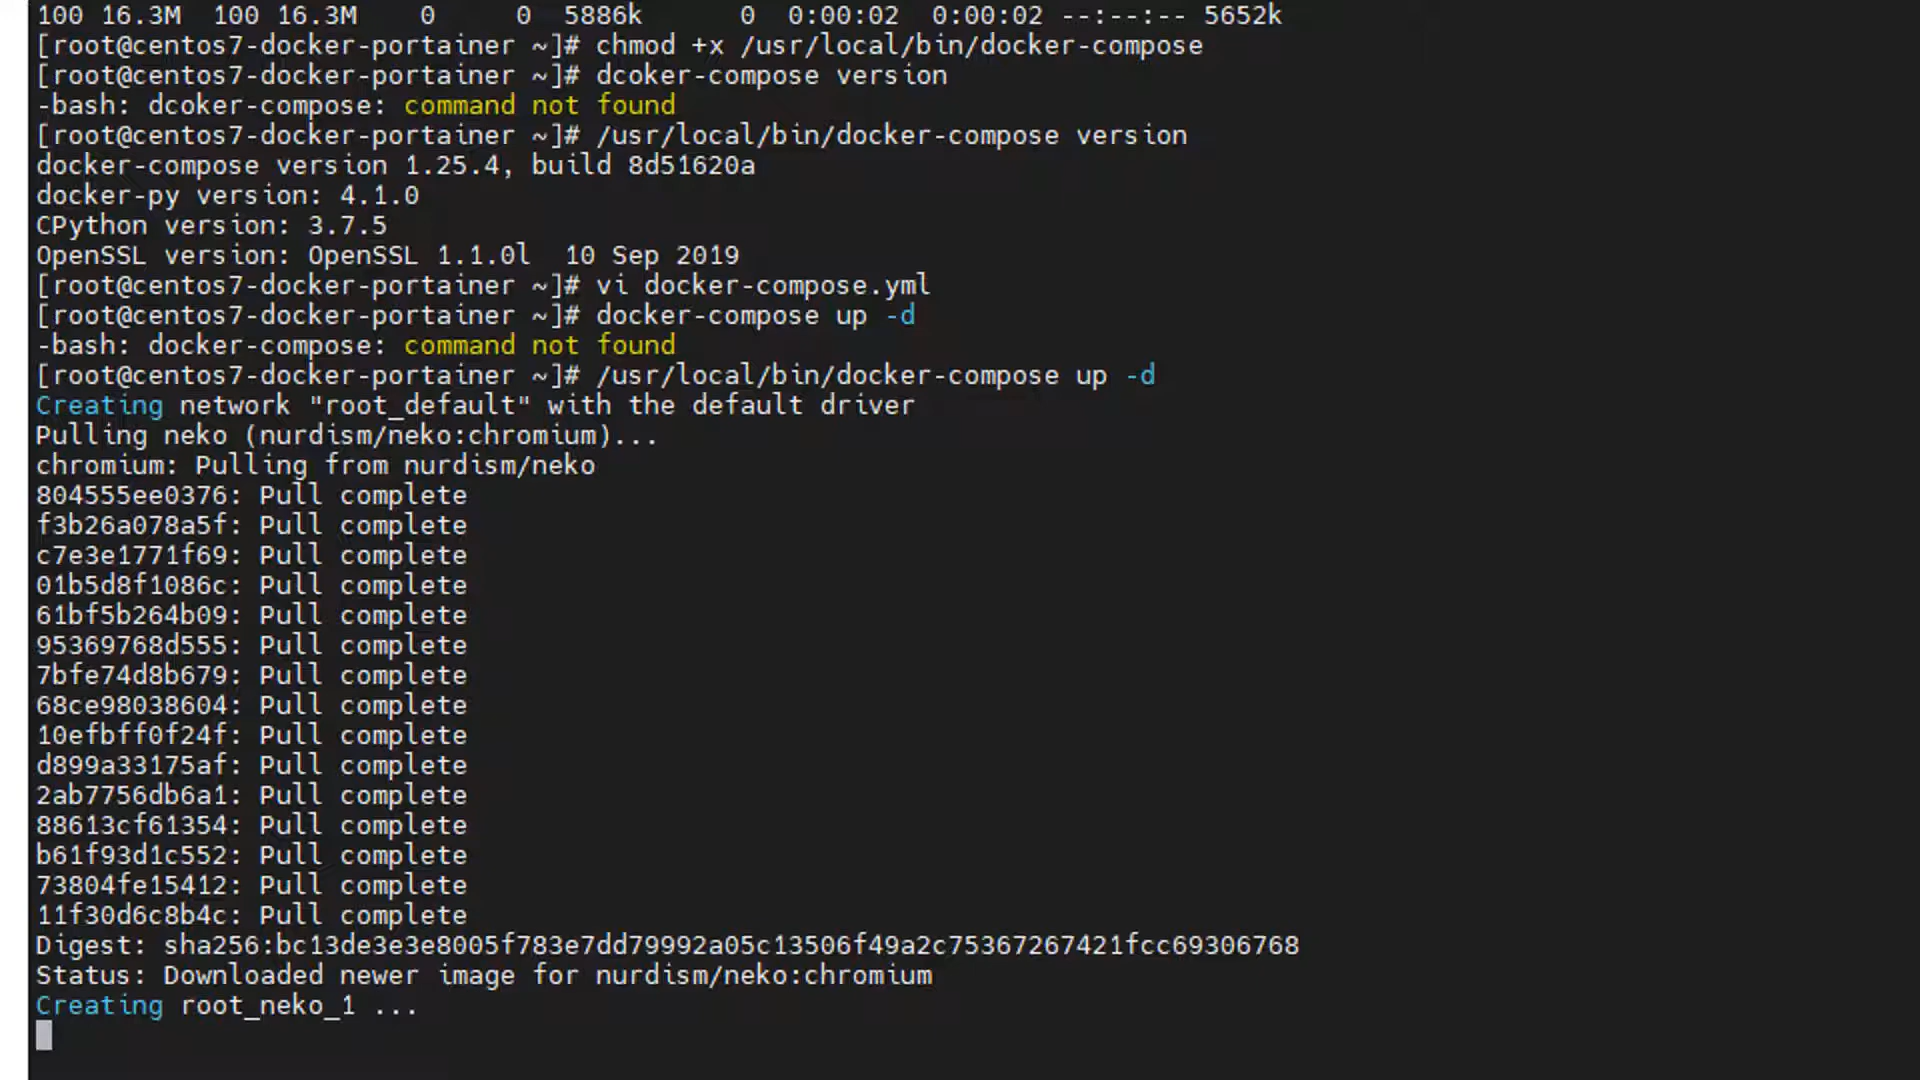 100 16.3M  100 16.3M    0     0  5886k      0  0:00:02  0:00:02 --:--:-- 5652k
[root@centos7-docker-portainer ~]# chmod +x /usr/local/bin/docker-compose
[root@centos7-docker-portainer ~]# dcoker-compose version
-bash: dcoker-compose: command not found
[root@centos7-docker-portainer ~]# /usr/local/bin/docker-compose version
docker-compose version 1.25.4, build 8d51620a
docker-py version: 4.1.0
CPython version: 3.7.5
OpenSSL version: OpenSSL 1.1.0l  10 Sep 2019
[root@centos7-docker-portainer ~]# vi docker-compose.yml
[root@centos7-docker-portainer ~]# docker-compose up -d
-bash: docker-compose: command not found
[root@centos7-docker-portainer ~]# /usr/local/bin/docker-compose up -d
Creating network "root_default" with the default driver
Pulling neko (nurdism/neko:chromium)...
chromium: Pulling from nurdism/neko
804555ee0376: Pull complete
f3b26a078a5f: Pull complete
c7e3e1771f69: Pull complete
01b5d8f1086c: Pull complete
61bf5b264b09: Pull complete
95369768d555: Pull complete
7bfe74d8b679: Pull complete
68ce98038604: Pull complete
10efbff0f24f: Pull complete
d899a33175af: Pull complete
2ab7756db6a1: Pull complete
88613cf61354: Pull complete
b61f93d1c552: Pull complete
73804fe15412: Pull complete
11f30d6c8b4c: Pull complete
Digest: sha256:bc13de3e3e8005f783e7dd79992a05c13506f49a2c75367267421fcc69306768
Status: Downloaded newer image for nurdism/neko:chromium
Creating root_neko_1 ...